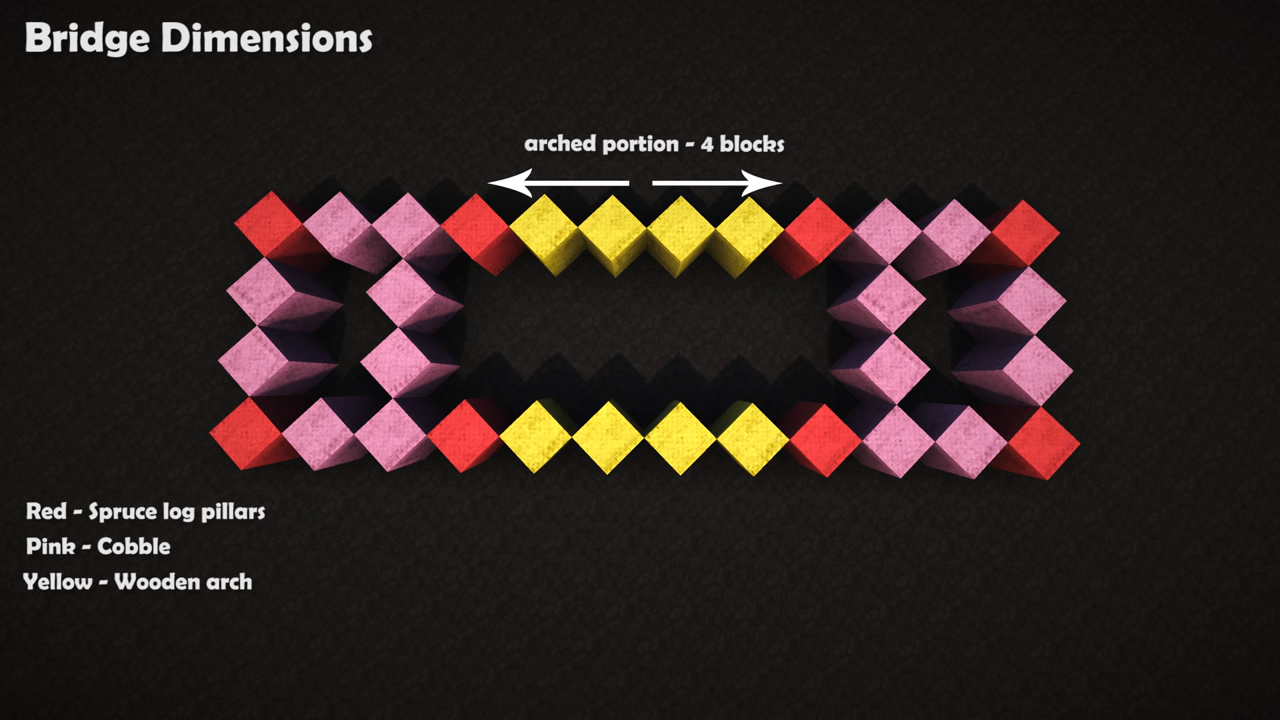 Bridge Dimensions
arched portion - 4 blocks
Red - Spruce log pillars
Pink - Cobble
Yellow - Wooden arch